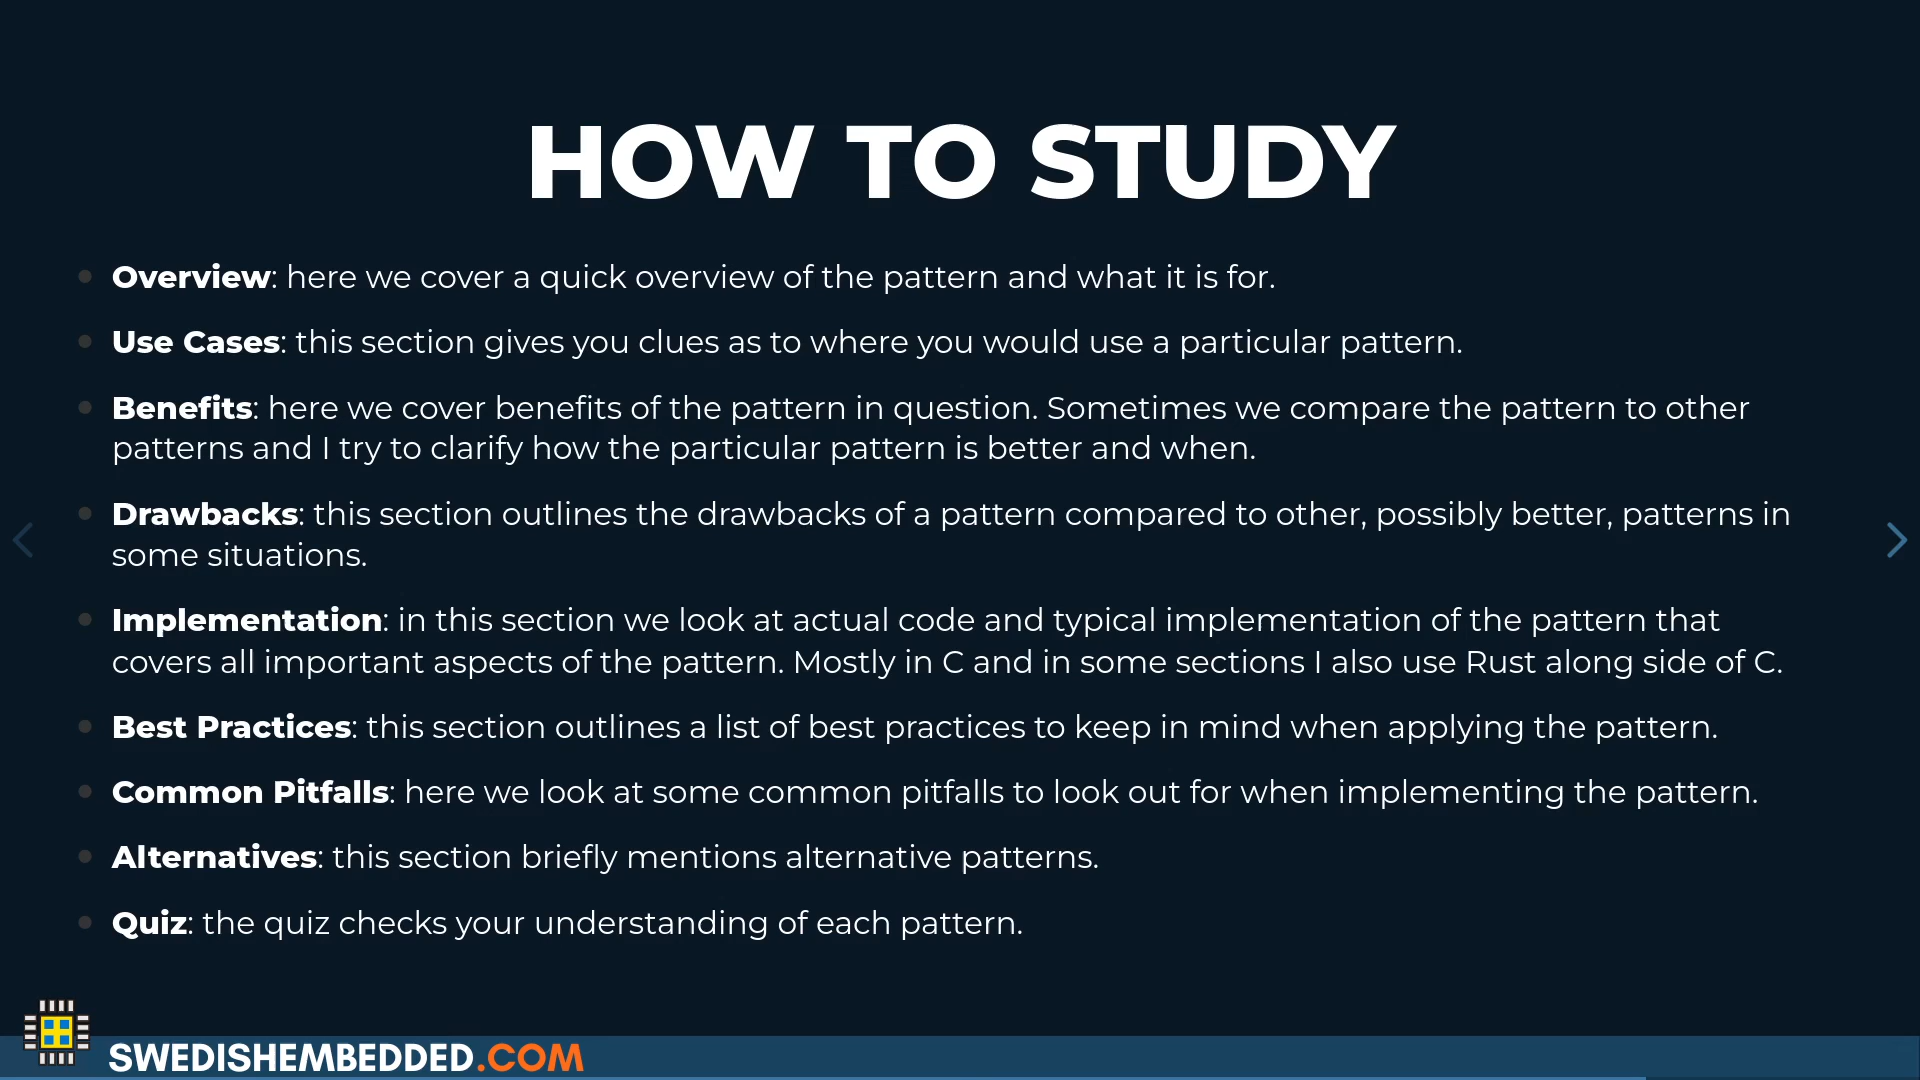 HOW TO STUDY
Overview: here we cover a quick overview of the pattern and what it is for.
Use Cases: this section gives you clues as to where you would use a particular pattern.
Benefits: here we cover benefits of the pattern in question. Sometimes we compare the pattern to other
patterns and I try to clarify how the particular pattern is better and when.
Drawbacks: this section outlines the drawbacks of a pattern compared to other, possibly better, patterns in
some situations.
Implementation: in this section we look at actual code and typical implementation of the pattern that
covers all important aspects of the pattern. Mostly in C and in some sections I also use Rust along side of C.
Best Practices: this section outlines a list of best practices to keep in mind when applying the pattern.
Common Pitfalls: here we look at some common pitfalls to look out for when implementing the pattern.
Alternatives: this section briefly mentions alternative patterns.
Quiz: the quiz checks your understanding of each pattern.
SWEDISHEMBEDDED.COM